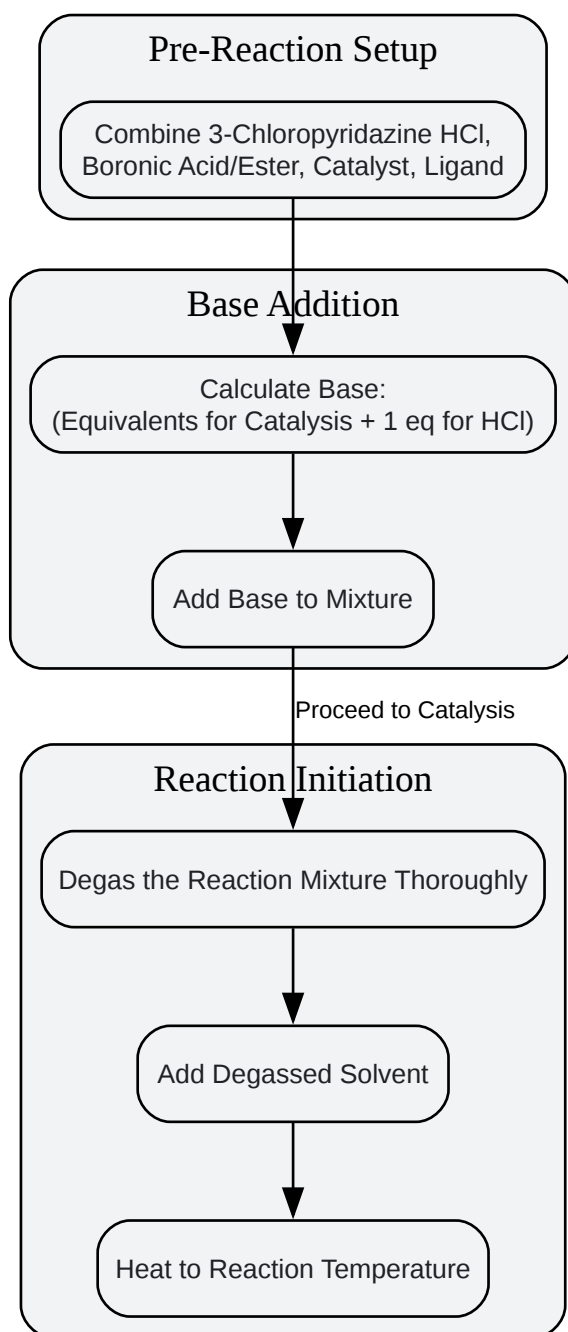 Pre-Reaction Setup
Combine 3-Chloropyridazine HCl,
Boronic Acid/Ester, Catalyst, Ligand
Base Addition
Calculate Base:
(Equivalents for Catalysis + 1 eq for HCl)
Add Base to Mixture
Proceed to Catalysis
Reaction Initiation
Degas the Reaction Mixture Thoroughly
Add Degassed Solvent
Heat to Reaction Temperature